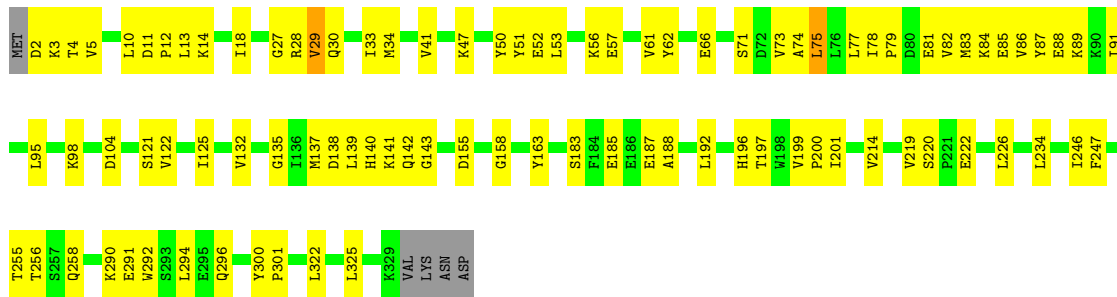 MET D2 K3 T4 V5 L10 D11 P12 L13 K14 I18 G27 R28 V29 Q30 I33 M34 V41 K47 Y50 Y51 E52 L53 K56 E57 V61 Y62 E66 S71 D72 V73 A74 L75 L76 L77 I78 P79 D80 E81 V82 M83 K84 E85 V86 Y87 E88 K89 K90 I91
L95 K98 D104 S121 V122 I125 V132 G135 I136 M137 D138 L139 H140 K141 Q142 G143 D155 G158 Y163 S183 F184 E185 E186 E187 A188 L192 H196 T197 W198 V199 P200 I201 V214 V219 S220 P221 E222 L226 L234 I246 F247
T255 T256 S257 Q258 K290 E291 W292 S293 L294 E295 Q296 Y300 P301 L322 L325 K329 VAL LYS ASN ASP